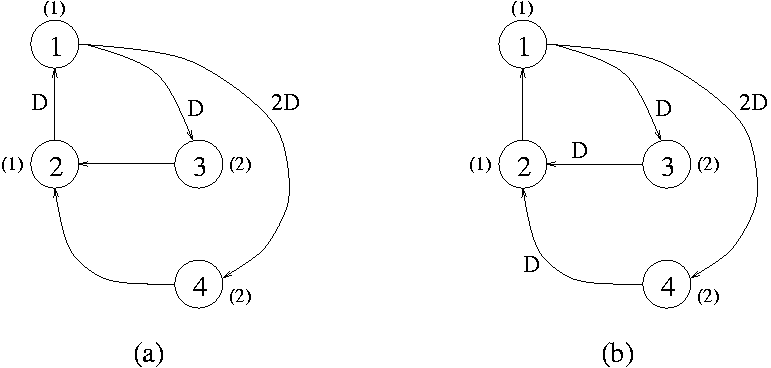 (1) (1)
1 1
D D D
2D 2D
(1) 2 3 (2) (1) 2 D 3 (2)
D
4 (2) 4 (2)
(a) (b)